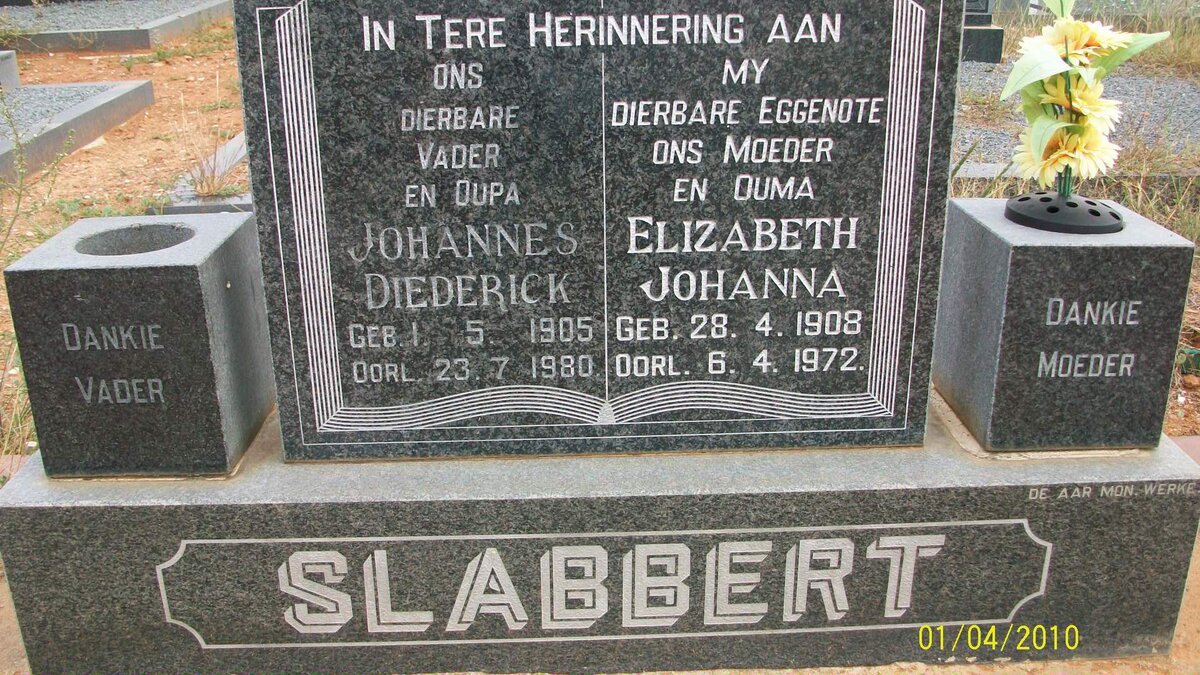 IN TERE HERINNERING AAN
ONS
DIERBARE
VADER
EN OUPA
JOHANNES
DIEDERICK
GEB. 1. 5. 1905
OORL. 23. 7 1980
MY
DIERBARE EGGENOTE
ONS MOEDER
EN OUMA
ELIZABETH
JOHANNA
GEB. 28. 4. 1908
OORL. 6. 4. 1972.
DANKIE
VADER
DANKIE
MOEDER
DE AAR MON. WERKE
SLABBERT
01/04/2010